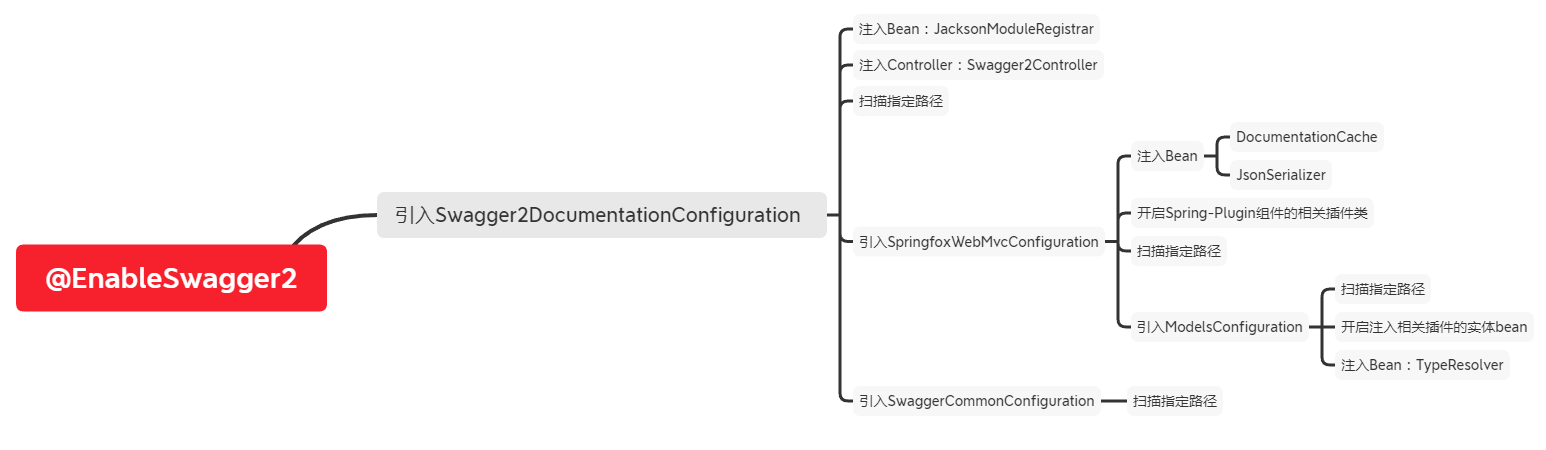 @EnableSwagger2
引入Swagger2DocumentationConfiguration
注入Bean：JacksonModuleRegistrar
注入Controller：Swagger2Controller
扫描指定路径
引入SpringfoxWebMvcConfiguration
注入Bean
DocumentationCache
JsonSerializer
开启Spring-Plugin组件的相关插件类
扫描指定路径
引入ModelsConfiguration
扫描指定路径
开启注入相关插件的实体bean
注入Bean：TypeResolver
引入SwaggerCommonConfiguration
扫描指定路径